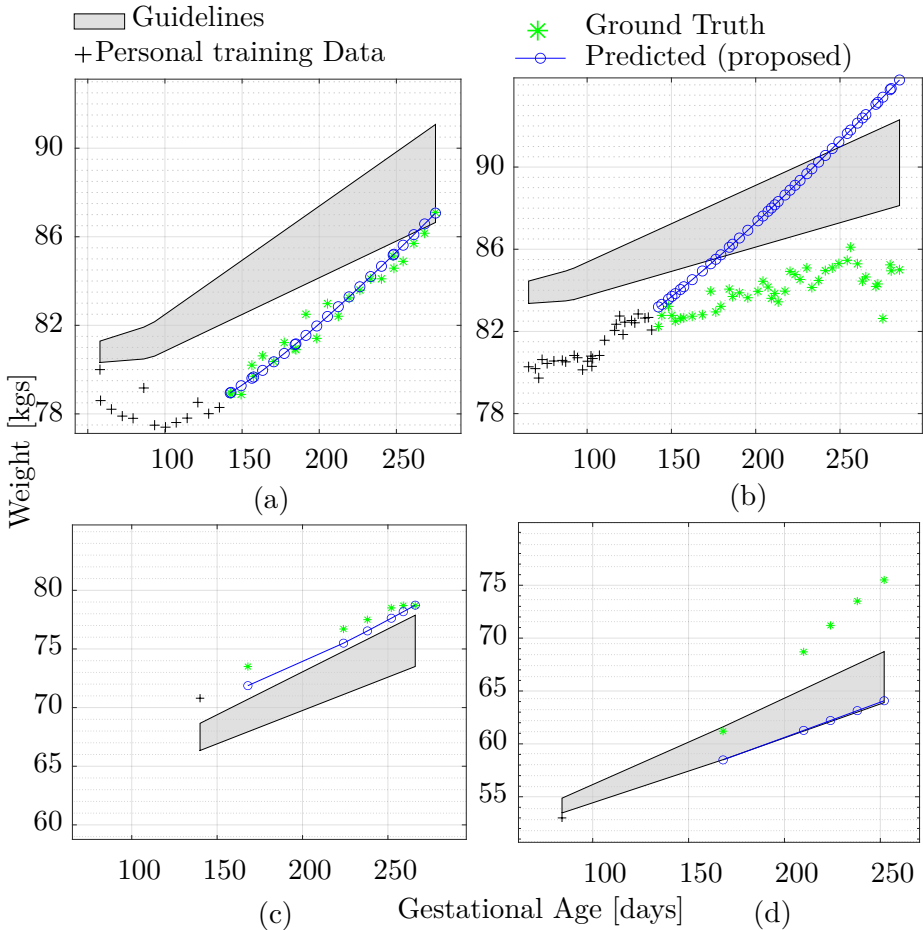 Guidelines
Personal training Data
Ground Truth
Predicted (proposed)
90
86
82
78
100 150 200 250
(a)
90
86
82
78
100 150 200 250
(b)
Weight [kgs]
80
75
70
65
60
100 150 200 250
(c)
75
70
65
60
55
100 150 200 250
(d)
Gestational Age [days]